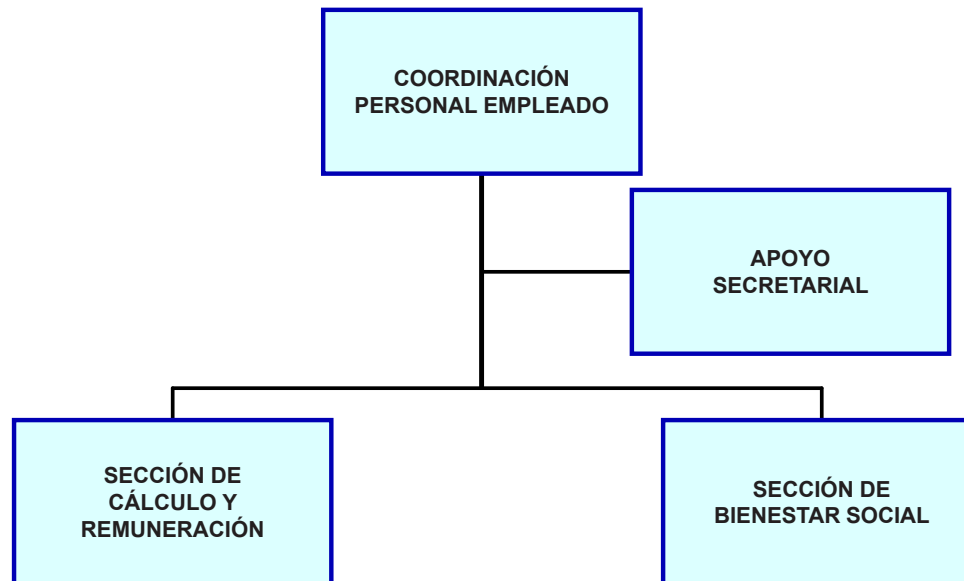 COORDINACIÓN
PERSONAL EMPLEADO
APOYO
SECRETARIAL
SECCIÓN DE
CÁLCULO Y
REMUNERACIÓN
SECCIÓN DE
BIENESTAR SOCIAL